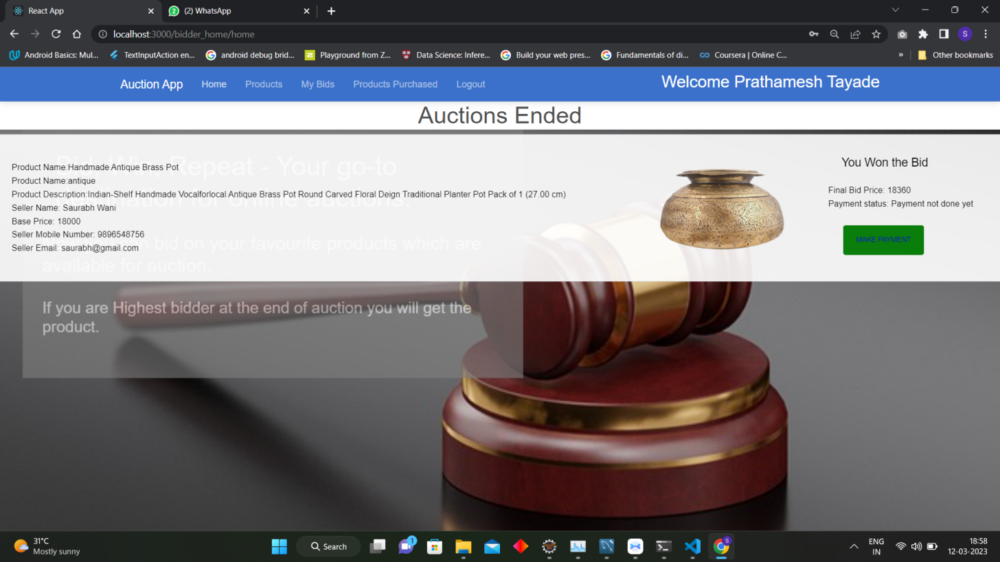 React App
(2) WhatsApp
localhost:3000/bidder_home/home
Android Basics: Mul...
TextInputAction en...
android debug brid...
Playground from Z...
Data Science: Infere...
Build your web pres...
Fundamentals of di...
Coursera | Online C...
»
Other bookmarks
Auction App
Home
Products
My Bids
Products Purchased
Logout
Welcome Prathamesh Tayade
Auctions Ended
Bid, Win, Repeat - Your go-to
destination for online auctions.
Product Name:Handmade Antique Brass Pot
Product Name:antique
Product Description:Indian-Shelf Handmade Vocalforlocal Antique Brass Pot Round Carved Floral Deign Traditional Planter Pot Pack of 1 (27.00 cm)
Seller Name: Saurabh Wani
Base Price: 18000
Seller Mobile Number: 9896548756
Seller Email: saurabh@gmail.com
You Won the Bid
Final Bid Price: 18360
Payment status: Payment not done yet
MAKE PAYMENT
bid on your favourite products which are
available for auction.
If you are Highest bidder at the end of auction you will get the
product.
31°C
Mostly sunny
Search
1
S
ENG
IN
18:58
12-03-2023